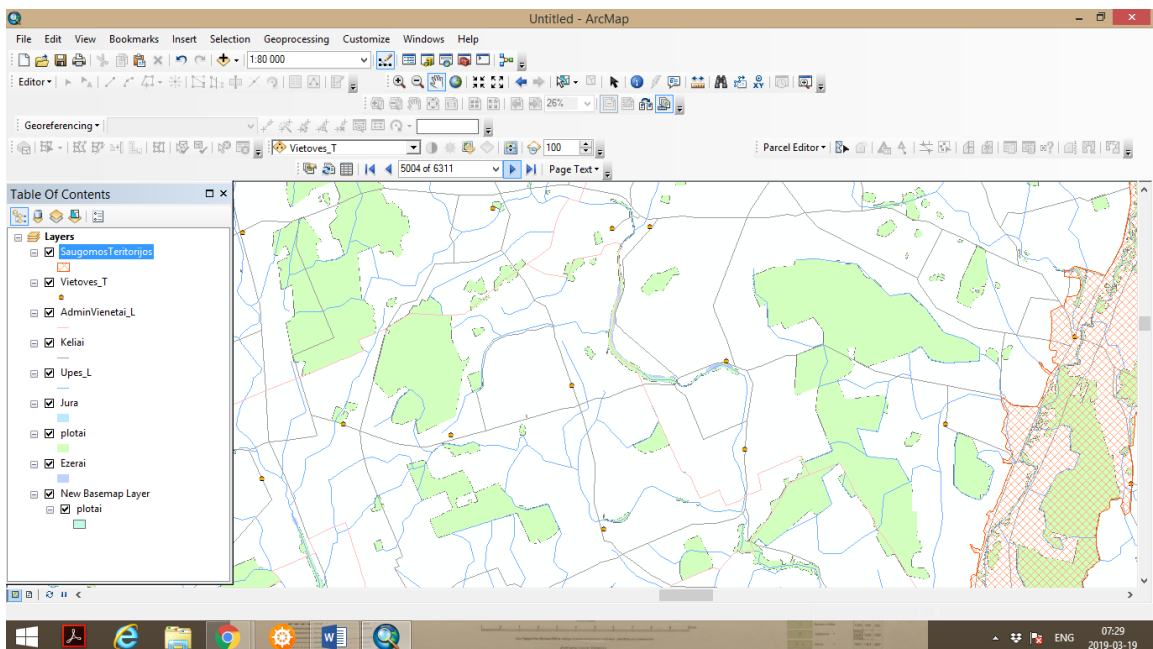 Untitled - ArcMap
File Edit View Bookmarks Insert Selection Geoprocessing Customize Windows Help
1:80 000
Editor
26%
Georeferencing
Vietoves_T
100
Parcel Editor
5004 of 6311
Page Text
Table Of Contents
Layers
SaugomosTeritorijos
Vietoves_T
AdminVienetai_L
Keliai
Upes_L
Jura
plotai
Ezerai
New Basemap Layer
plotai
ENG
07:29
2019-03-19